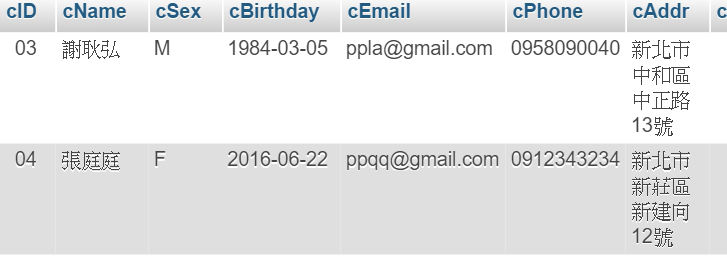 cID cName cSex cBirthday cEmail cPhone cAddr c
03 謝耿弘 M 1984-03-05 ppla@gmail.com 0958090040 新北市
中和區
中正路
13號
04 張庭庭 F 2016-06-22 ppqq@gmail.com 0912343234 新北市
新莊區
新建向
12號